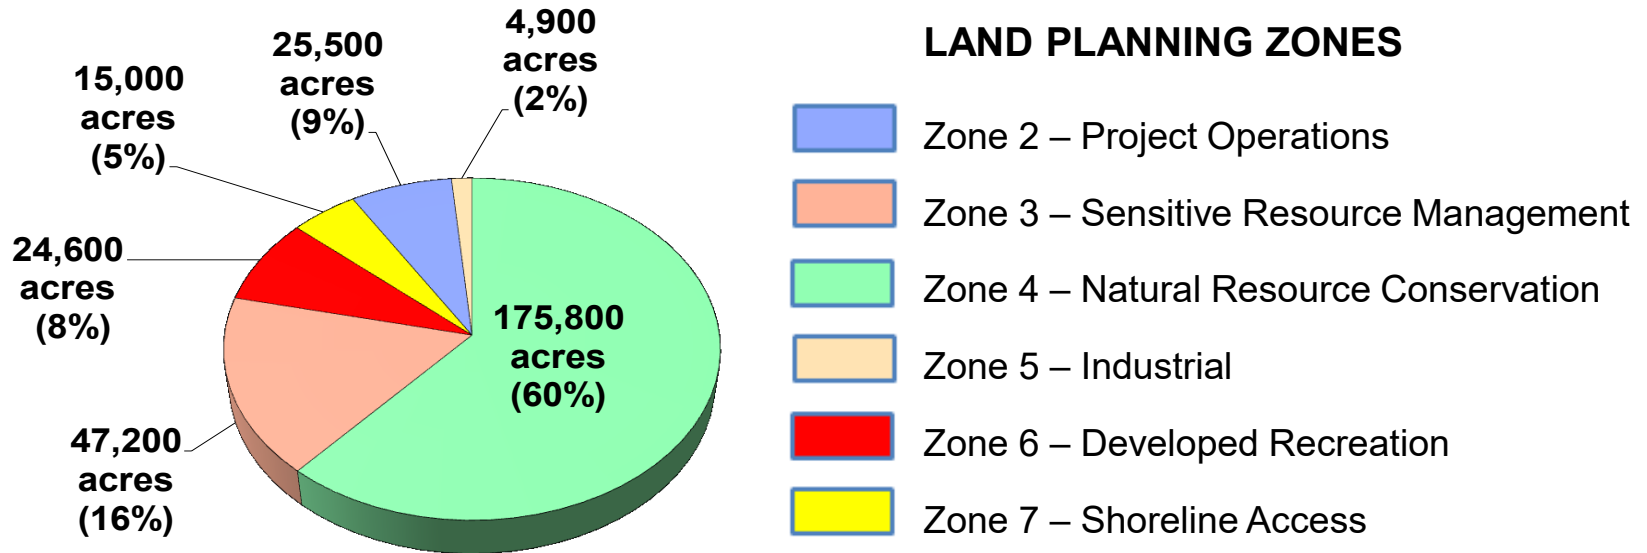 4,900
acres
(2%)
25,500
acres
(9%)
15,000
acres
(5%)
24,600
acres
(8%)
47,200
acres
(16%)
175,800
acres
(60%)
LAND PLANNING ZONES
Zone 2 – Project Operations
Zone 3 – Sensitive Resource Management
Zone 4 – Natural Resource Conservation
Zone 5 – Industrial
Zone 6 – Developed Recreation
Zone 7 – Shoreline Access